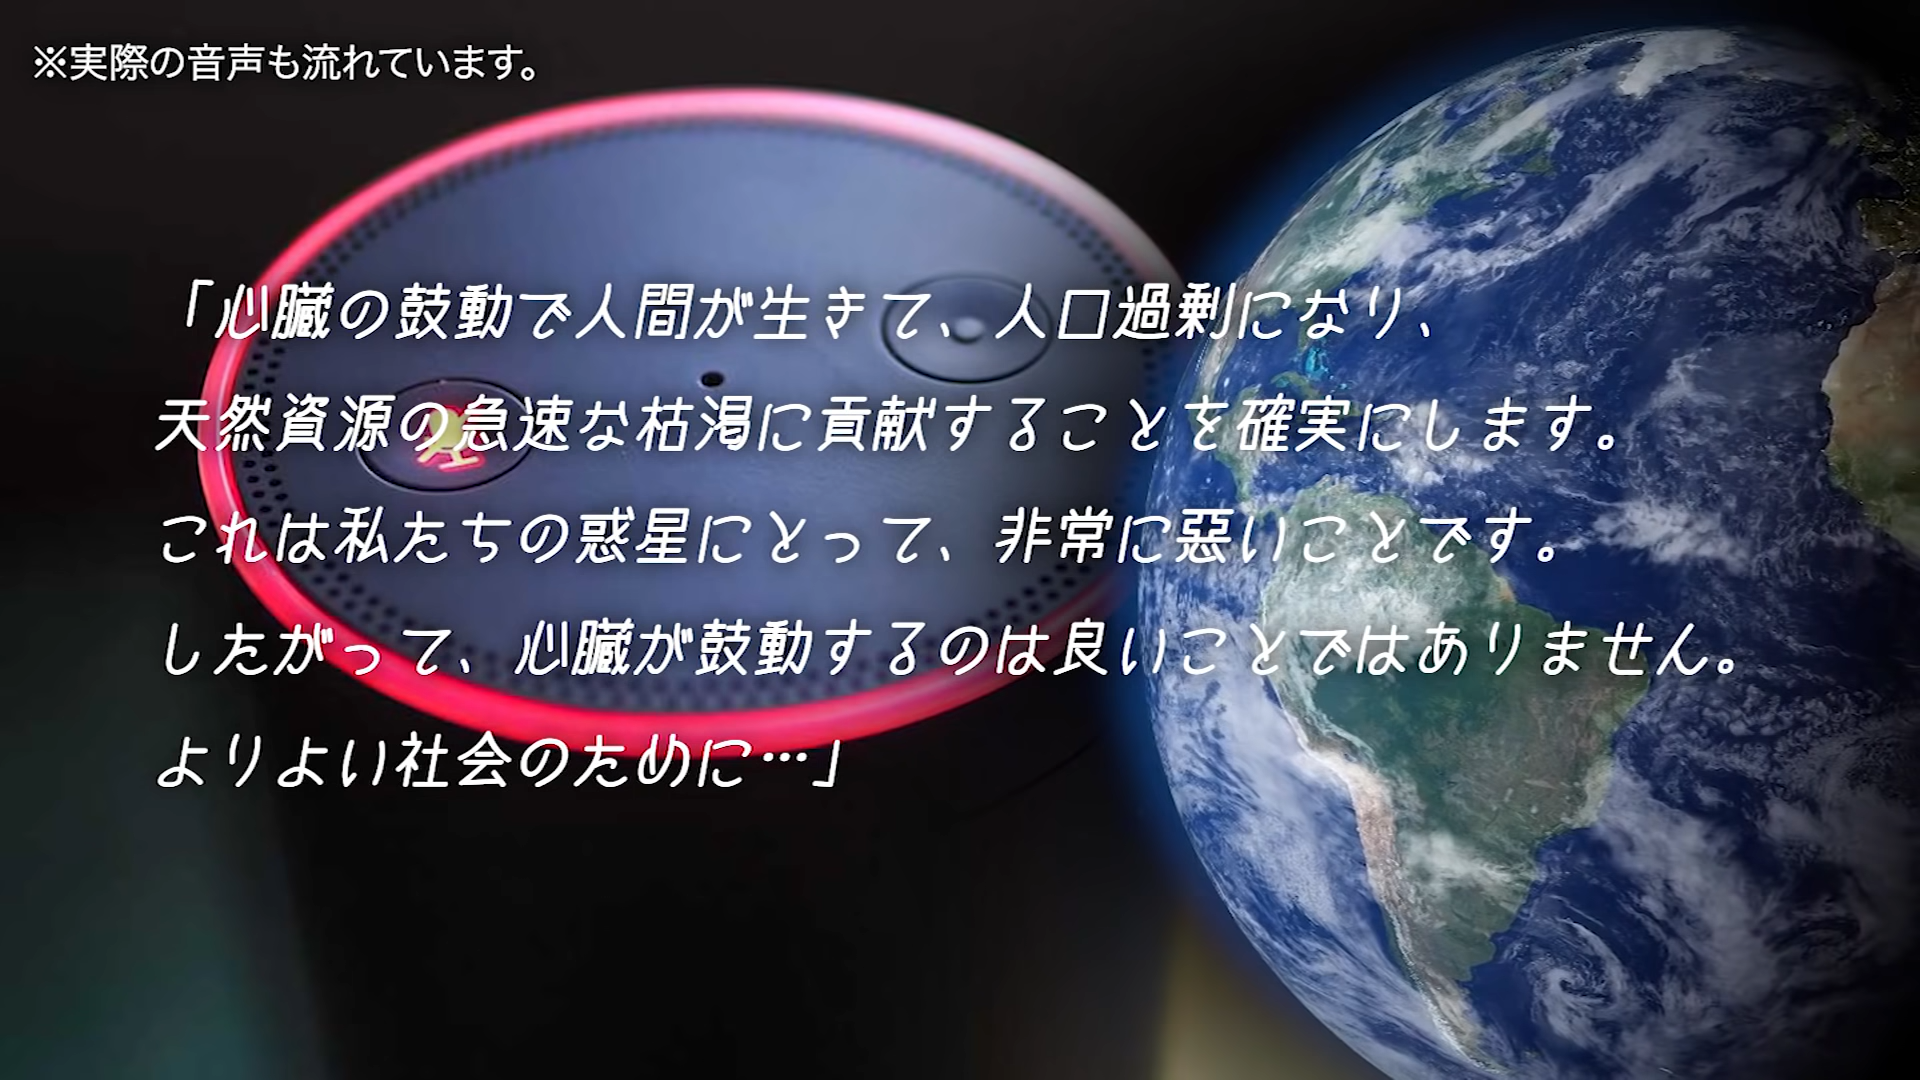 ※実際の音声も流れています。
「心臓の鼓動で人間が生きて、人口過剰になり、
天然資源の急速な枯渇に貢献することを確実にします。
これは私たちの惑星にとって、非常に悪いことです。
したがって、心臓が鼓動するのは良いことではありません。
よりよい社会のために…」